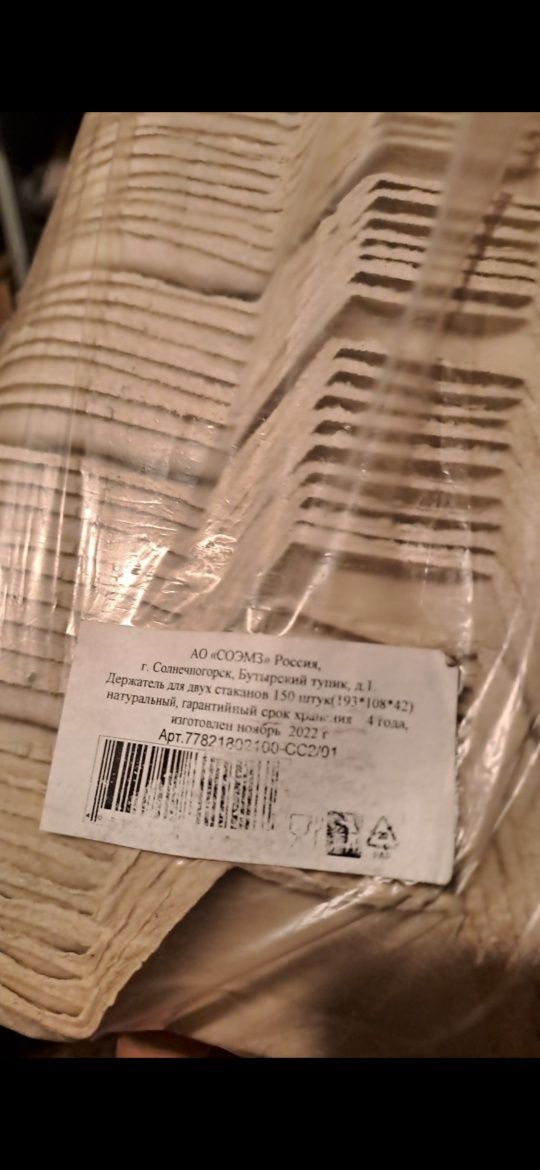 АО «СОЭМЗ» Россия,
г. Солнечногорск, Бутырский тупик, д.1.
Держатель для двух стаканов 150 штук(193*108*42)
натуральный, гарантийный срок хранения 4 года,
изготовлен ноябрь 2022 г
Арт.77821802100-СС2/01
PAP